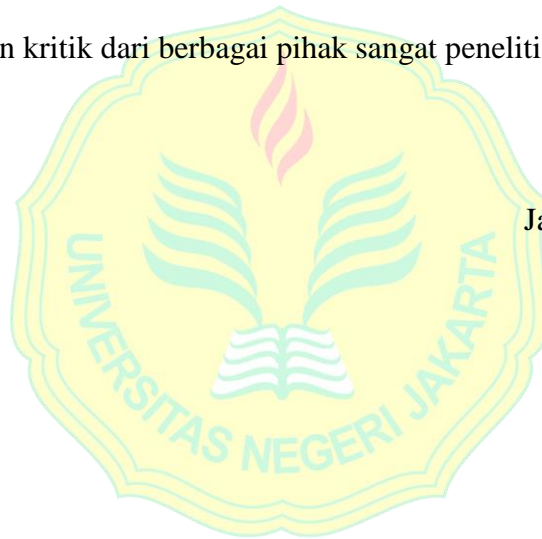 n kritik dari berbagai pihak sangat peneliti
Ja
UNIVERSITAS NEGERI JAKARTA